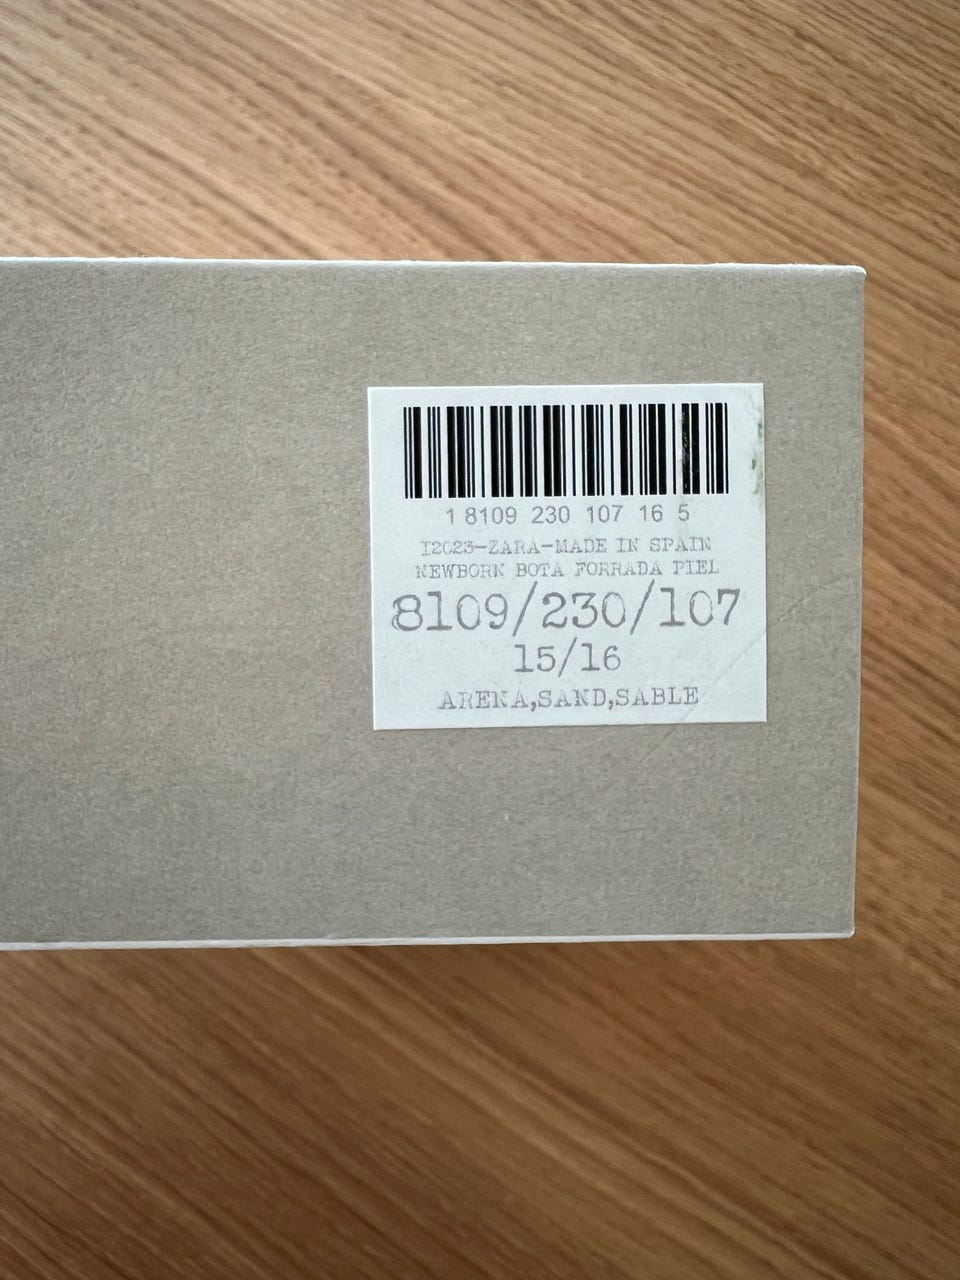 1 8109 230 107 16 5
I2023-ZARA-MADE IN SPAIN
NEWBORN BOTA FORRADA PIEL
8109/230/107
15/16
ARENA,SAND,SABLE